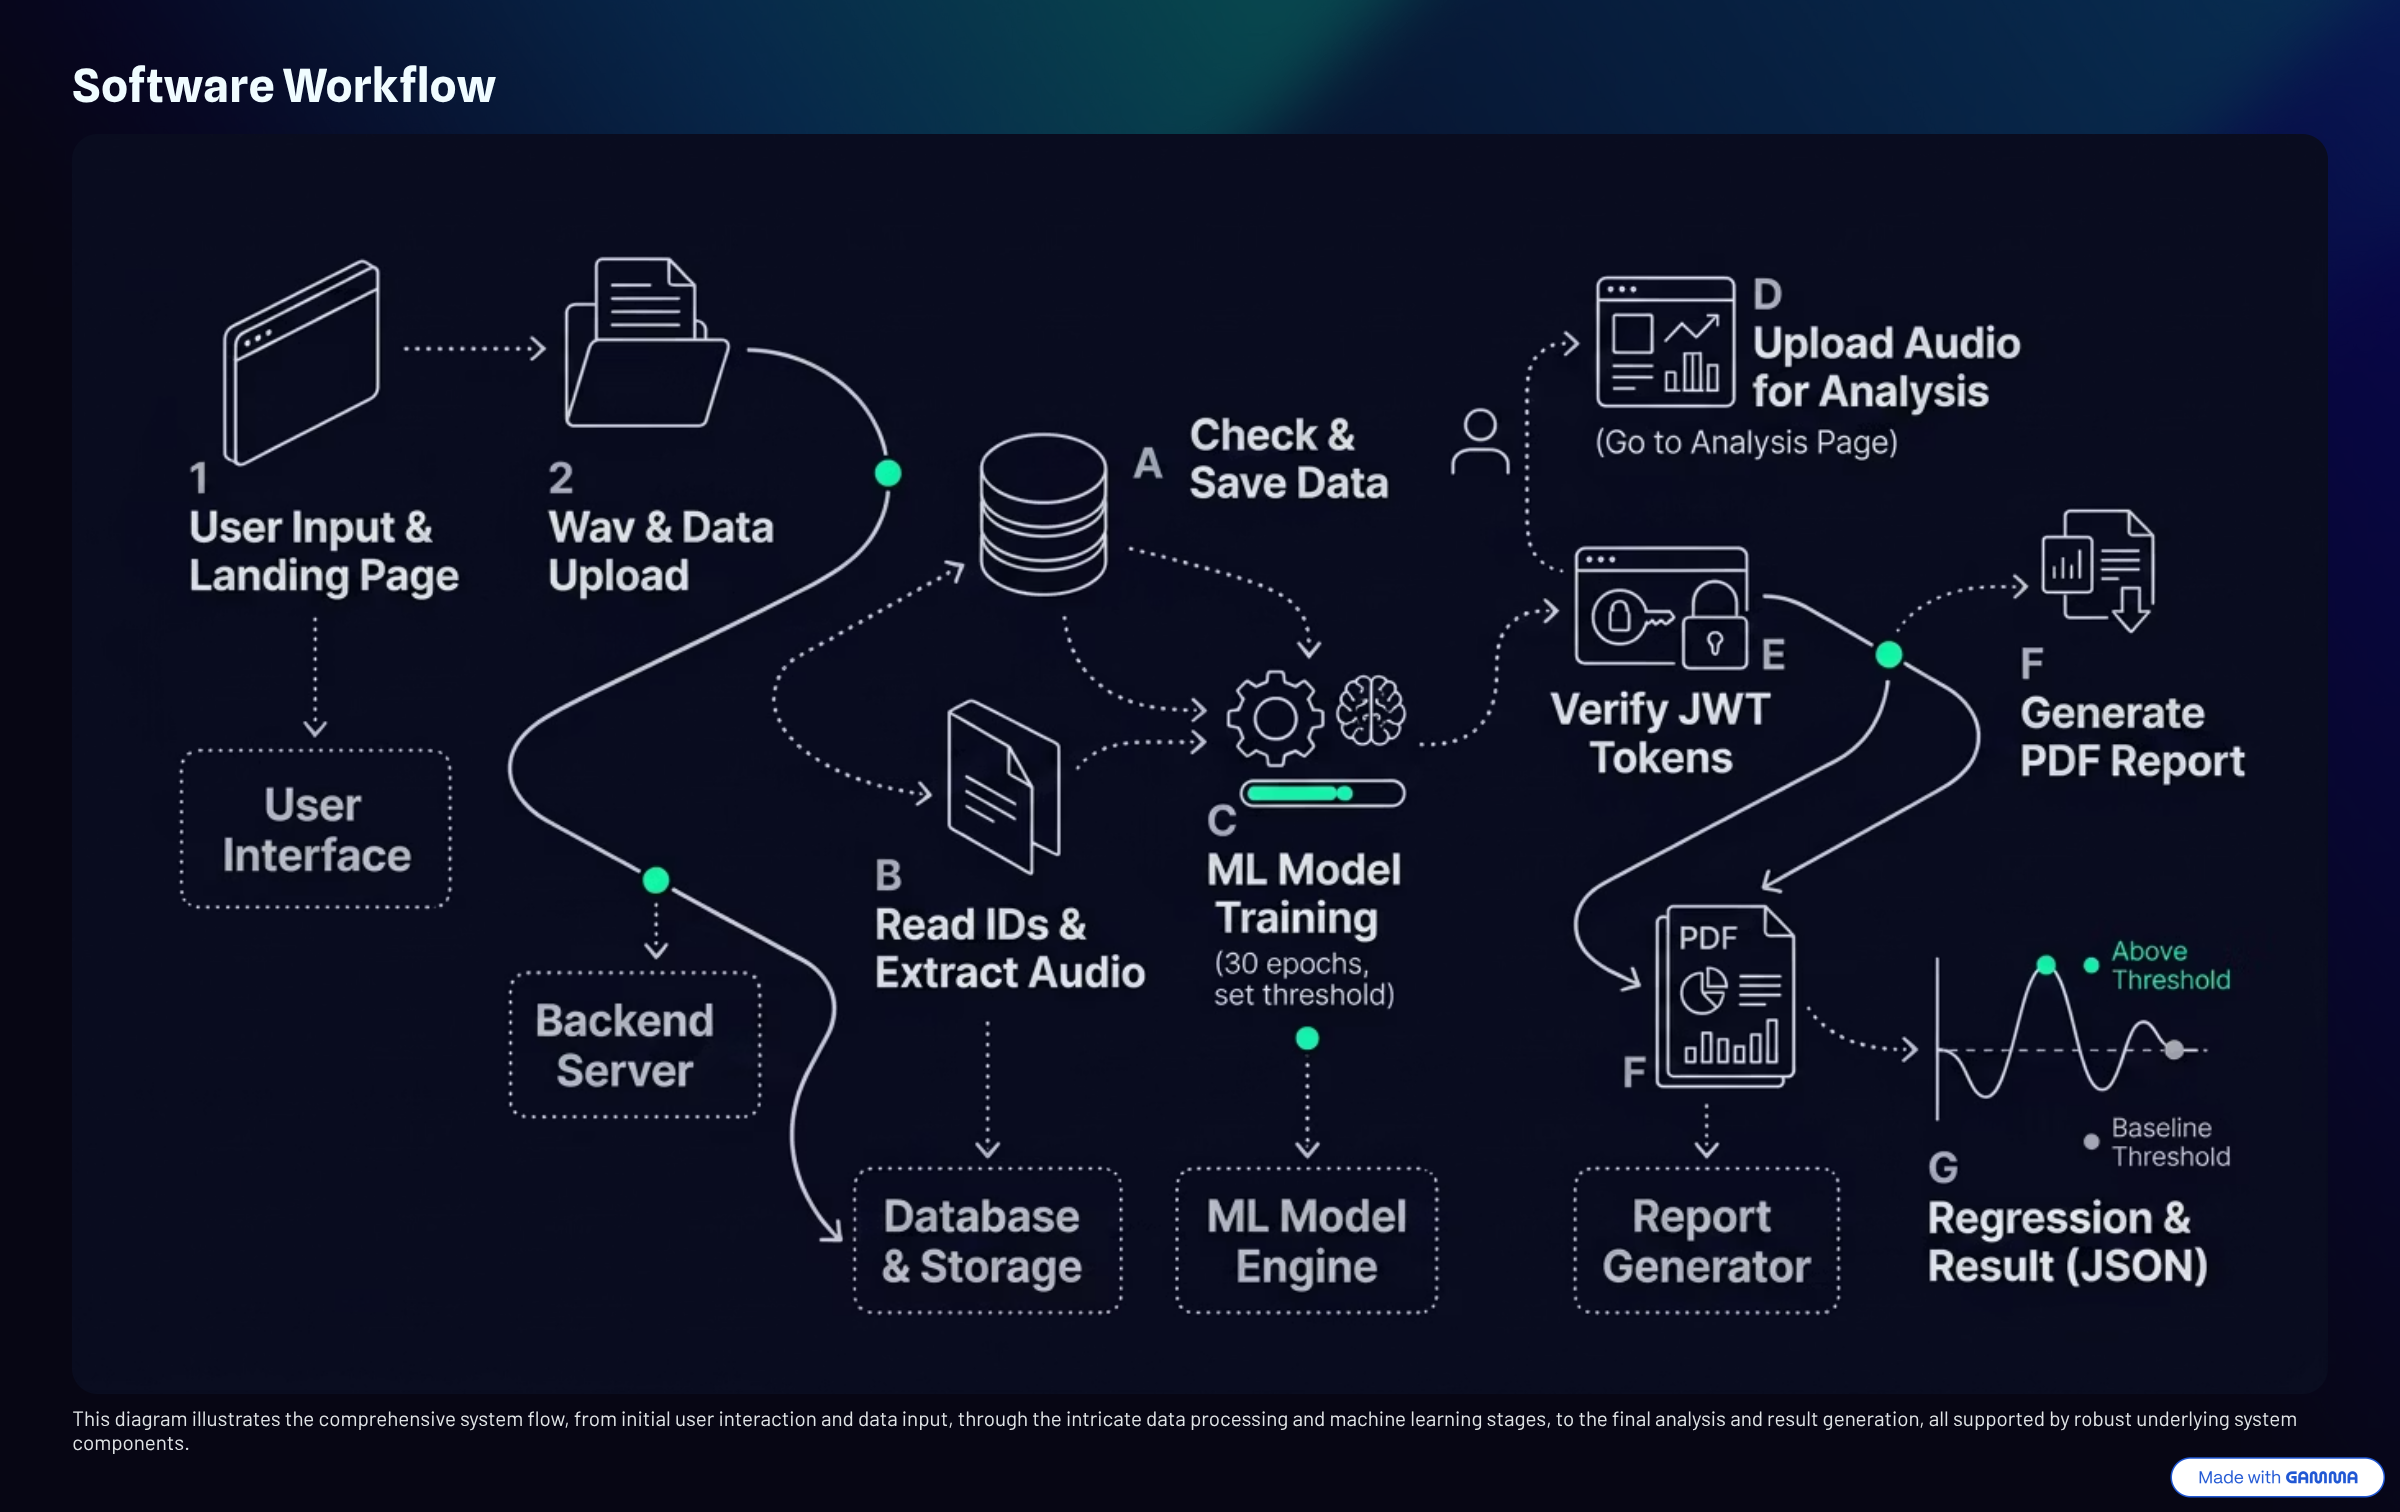 Software Workflow
1
User Input &
Landing Page
2
Wav & Data
Upload
User
Interface
Backend
Server
A
Check &
Save Data
B
Read IDs &
Extract Audio
C
ML Model
Training
(30 epochs,
set threshold)
D
Upload Audio
for Analysis
(Go to Analysis Page)
E
Verify JWT
Tokens
F
Generate
PDF Report
PDF
F
Above
Threshold
Baseline
Threshold
G
Regression &
Result (JSON)
Database
& Storage
ML Model
Engine
Report
Generator
This diagram illustrates the comprehensive system flow, from initial user interaction and data input, through the intricate data processing and machine learning stages, to the final analysis and result generation, all supported by robust underlying system
components.
Made with GAMMA